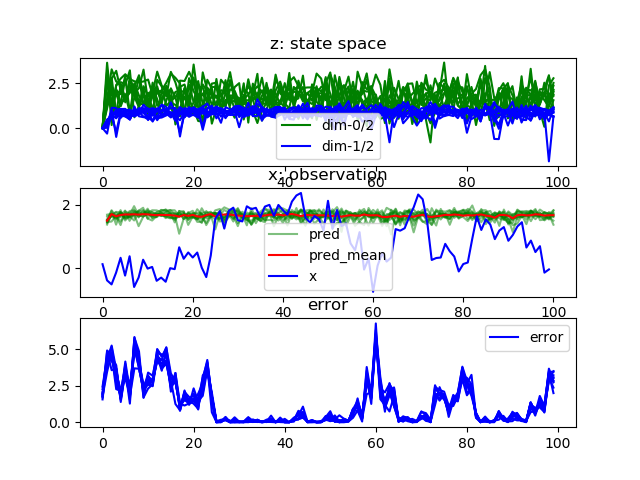 z: state space
2.5
0.0
dim-0/2
dim-1/2
0 20 40 60 80 100
x: observation
2
0
pred
pred_mean
x
0 20 40 60 80 100
error
5.0
2.5
0.0
error
0 20 40 60 80 100